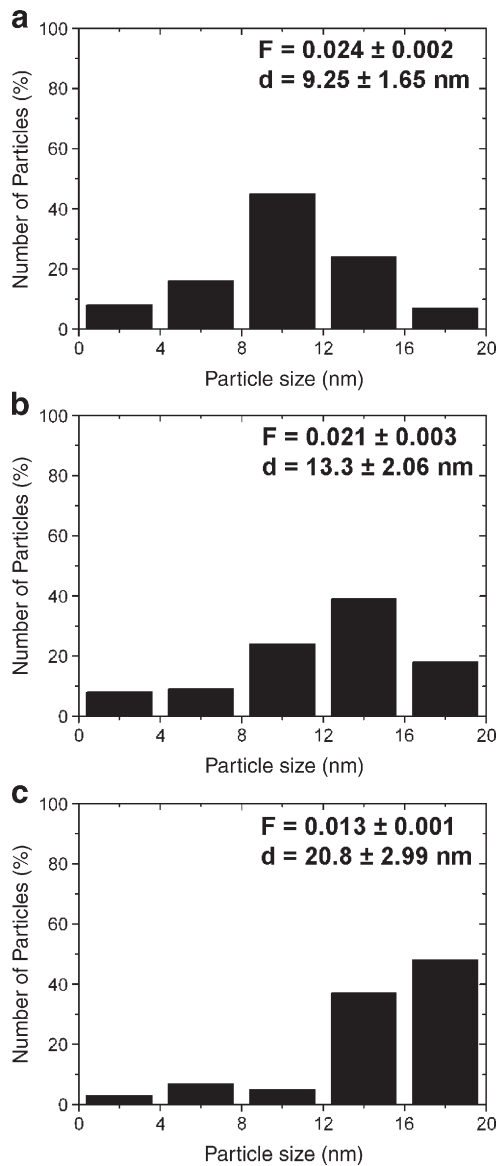 a
F = 0.024 ± 0.002
d = 9.25 ± 1.65 nm
Number of Particles (%)
100
80
60
40
20
0
0 4 8 12 16 20
Particle size (nm)
b
F = 0.021 ± 0.003
d = 13.3 ± 2.06 nm
Number of Particles (%)
100
80
60
40
20
0
0 4 8 12 16 20
Particle size (nm)
c
F = 0.013 ± 0.001
d = 20.8 ± 2.99 nm
Number of Particles (%)
100
80
60
40
20
0
0 4 8 12 16 20
Particle size (nm)